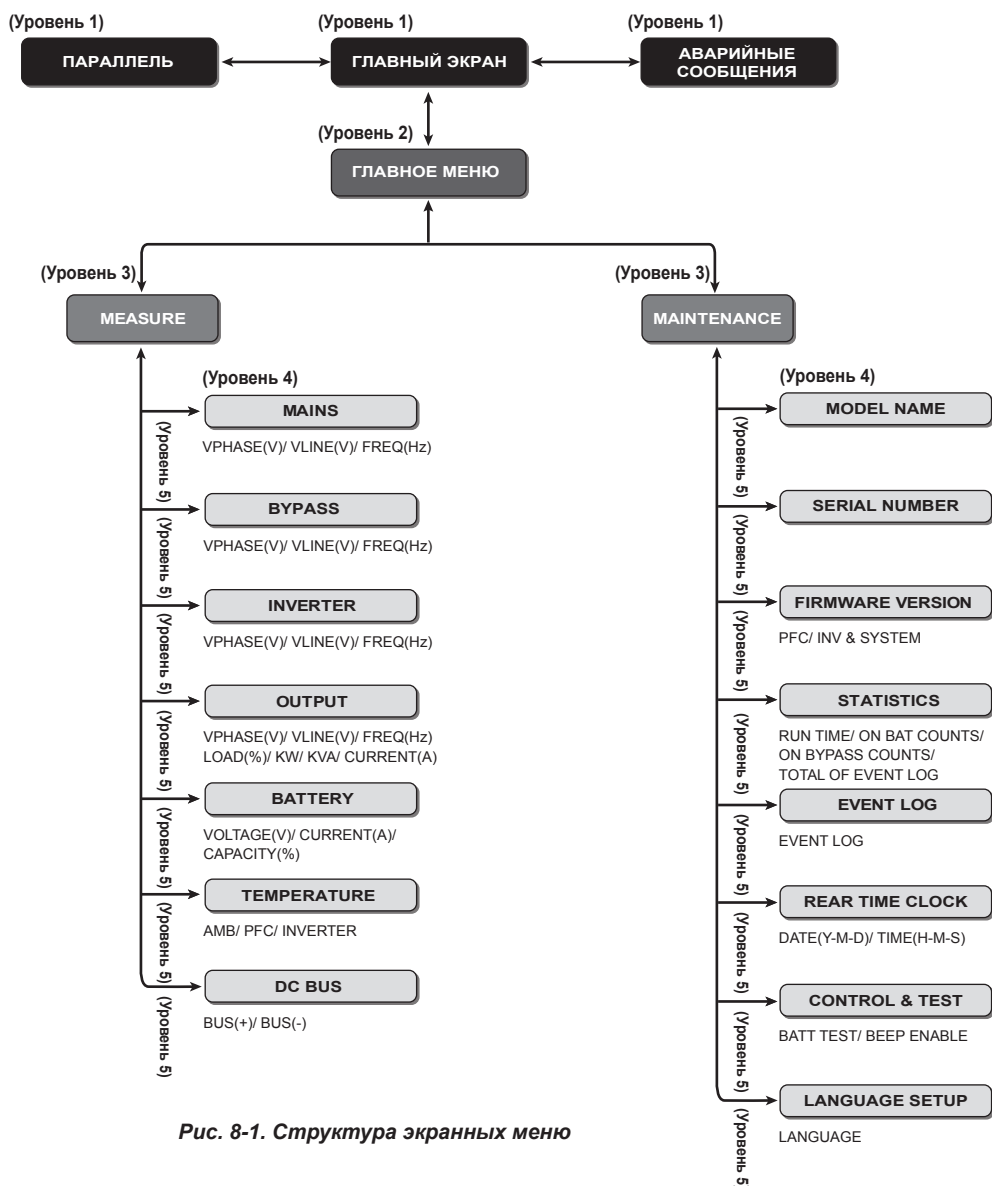 (Уровень 1)
(Уровень 1)
(Уровень 1)
ПАРАЛЛЕЛЬ
ГЛАВНЫЙ ЭКРАН
АВАРИЙНЫЕ
СООБЩЕНИЯ
(Уровень 2)
ГЛАВНОЕ МЕНЮ
(Уровень 3)
MEASURE
(Уровень 4)
MAINS
(Уровень 5)
VPHASE(V)/ VLINE(V)/ FREQ(Hz)
BYPASS
(Уровень 5)
VPHASE(V)/ VLINE(V)/ FREQ(Hz)
INVERTER
(Уровень 5)
VPHASE(V)/ VLINE(V)/ FREQ(Hz)
OUTPUT
(Уровень 5)
VPHASE(V)/ VLINE(V)/ FREQ(Hz)
LOAD(%)/ KW/ KVA/ CURRENT(A)
BATTERY
(Уровень 5)
VOLTAGE(V)/ CURRENT(A)/
CAPACITY(%)
TEMPERATURE
(Уровень 5)
AMB/ PFC/ INVERTER
DC BUS
(Уровень 5)
BUS(+)/ BUS(-)
(Уровень 3)
MAINTENANCE
(Уровень 4)
MODEL NAME
(Уровень 5)
SERIAL NUMBER
(Уровень 5)
FIRMWARE VERSION
(Уровень 5)
PFC/ INV & SYSTEM
STATISTICS
(Уровень 5)
RUN TIME/ ON BAT COUNTS/
ON BYPASS COUNTS/
TOTAL OF EVENT LOG
EVENT LOG
(Уровень 5)
EVENT LOG
REAR TIME CLOCK
(Уровень 5)
DATE(Y-M-D)/ TIME(H-M-S)
CONTROL & TEST
(Уровень 5)
BATT TEST/ BEEP ENABLE
LANGUAGE SETUP
(Уровень 5
LANGUAGE
Рис. 8-1. Структура экранных меню